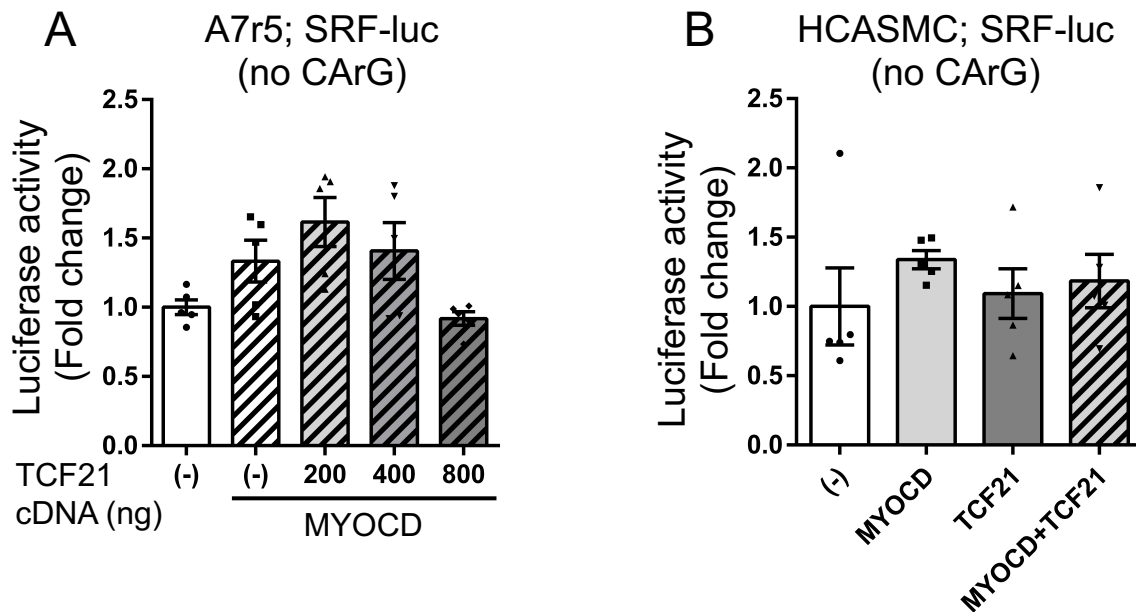 A
A7r5; SRF-luc
(no CArG)
Luciferase activity
(Fold change)
2.5
2.0
1.5
1.0
0.5
0.0
TCF21
cDNA (ng)
(-)
(-)
200
400
800
MYOCD
B
HCASMC; SRF-luc
(no CArG)
Luciferase activity
(Fold change)
2.5
2.0
1.5
1.0
0.5
0.0
(-)
MYOCD
TCF21
MYOCD+TCF21